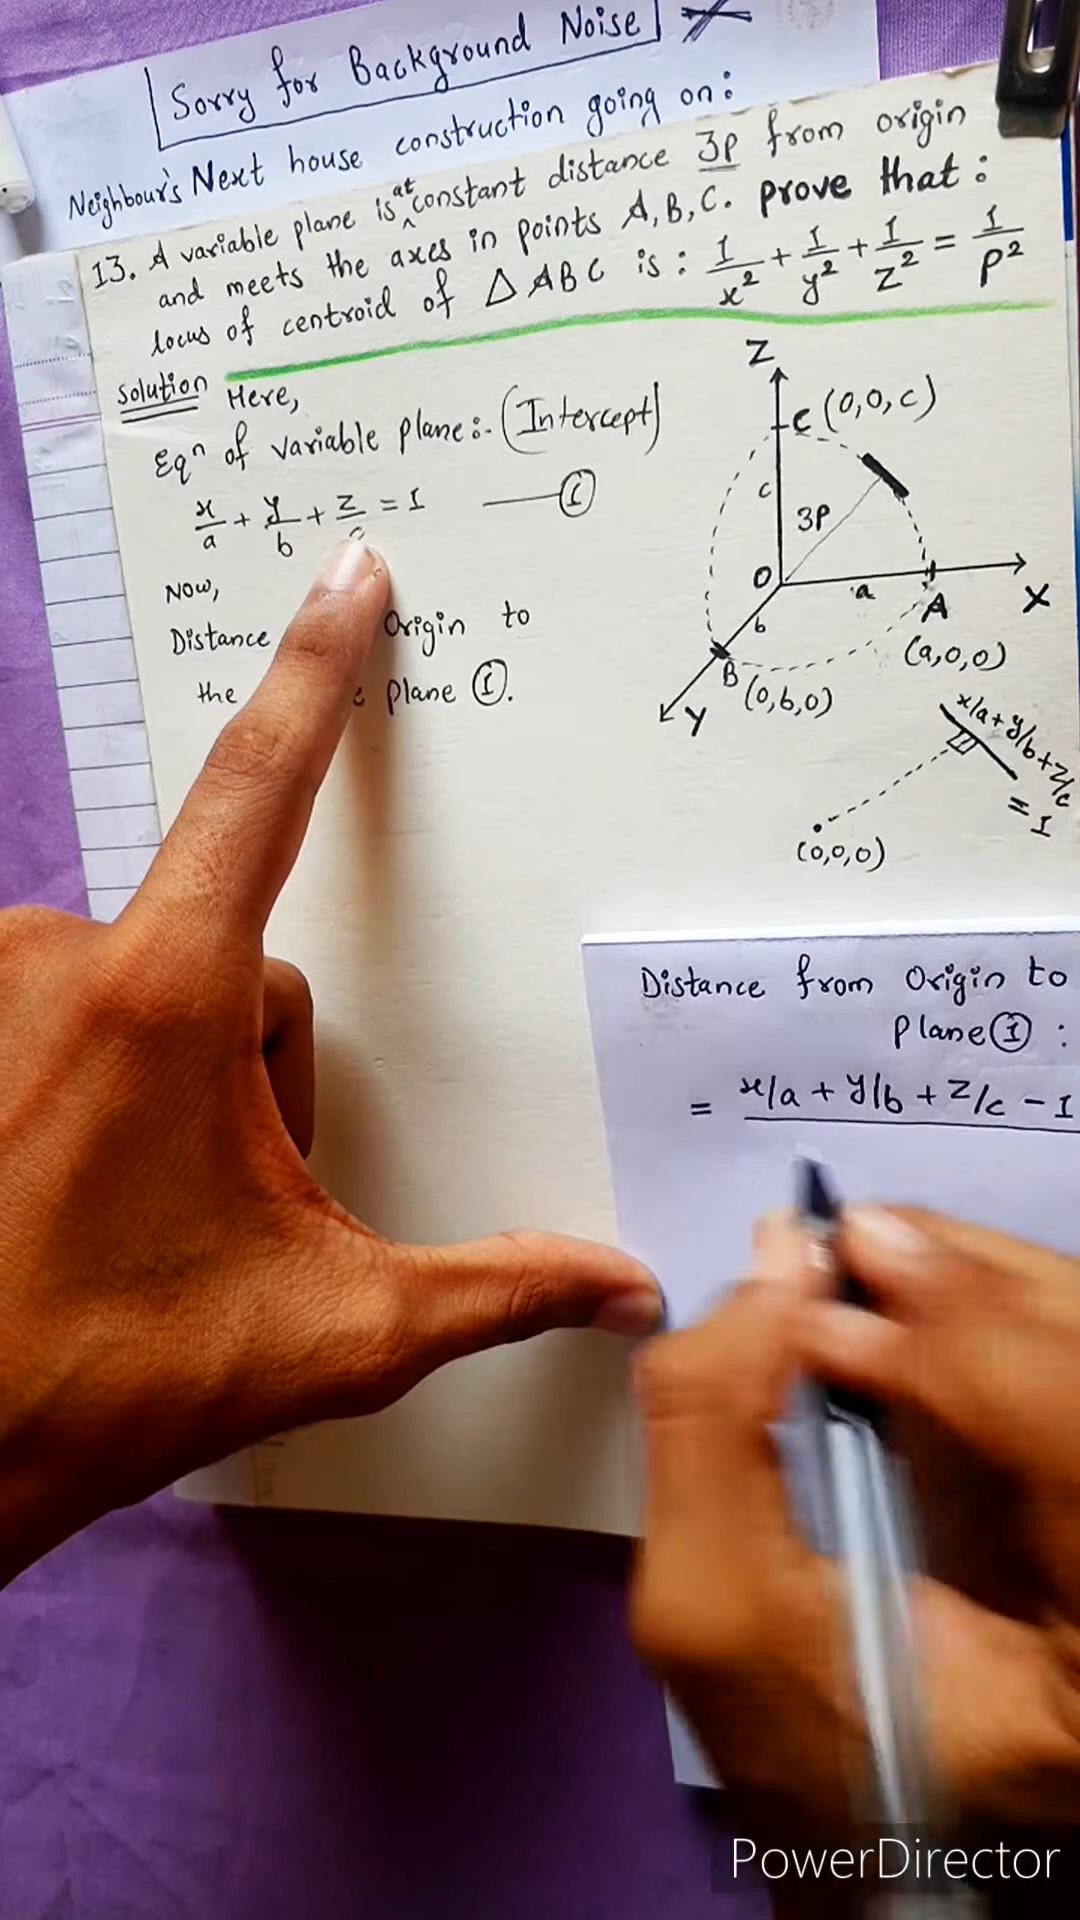 Sorry for Background Noise
Neighbour's Next house construction going on:
13. A variable plane is at constant distance 3P from origin
and meets the axes in points A, B, C. prove that:
locus of centroid of △ ABC is: 1/x² + 1/y² + 1/z² = 1/P²
Solution Here,
Eqⁿ of variable plane:- (Intercept)
x/a + y/b + z/c = 1 —— ①
Now,
Distance Origin to
the plane ①.
Z
C (0,0,c)
c
3P
O
a
X
A
(a,0,0)
b
B (0,b,0)
Y
x/a + y/b + z/c
= 1
(0,0,0)
Distance from Origin to
Plane ① :
= x/a + y/b + z/c - 1
PowerDirector